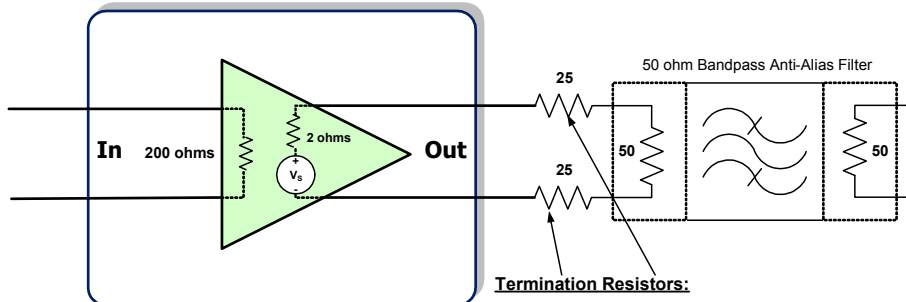 50 ohm Bandpass Anti-Alias Filter
25
In
200 ohms
2 ohms
+
Vs
-
Out
50
50
25
Termination Resistors: